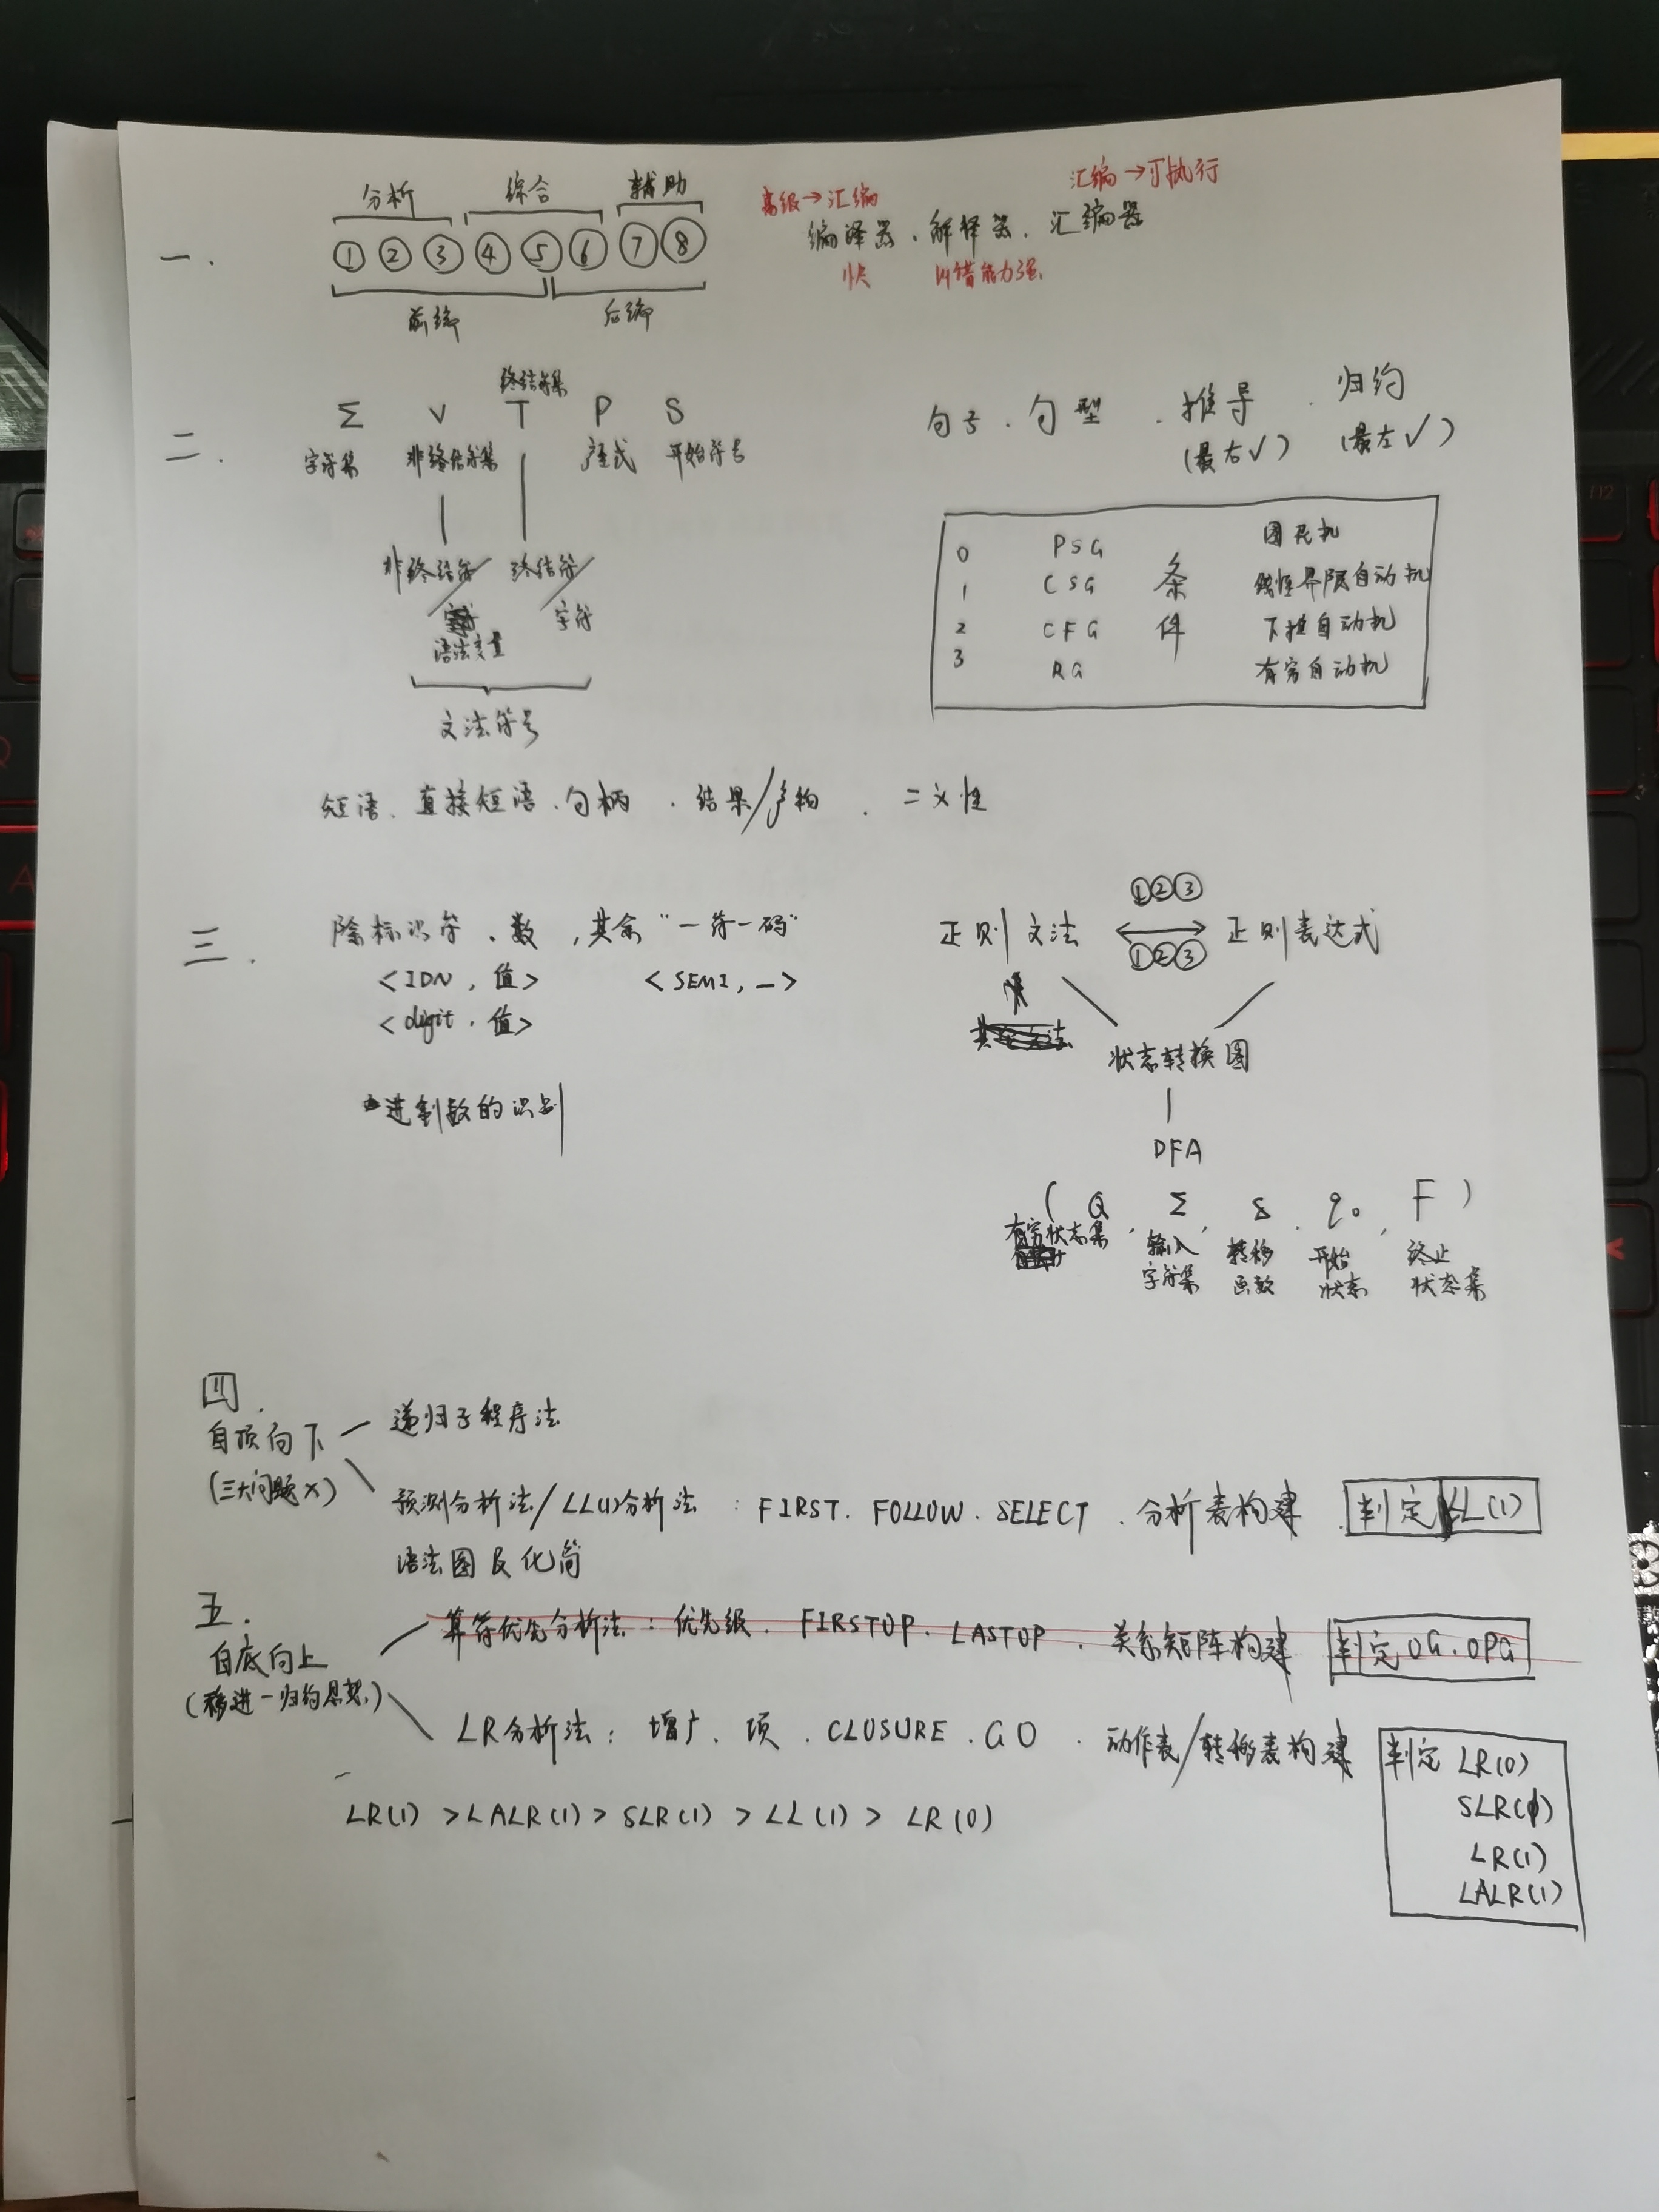 一.
分析 综合 辅助
① ② ③ ④ ⑤ ⑥ ⑦ ⑧
前端 后端
高级→汇编 汇编→可执行
编译器、解释器、汇编器
快 纠错能力强
二.
终结符集
Σ V T P S
字符集 非终结符集 产生式 开始符号
非终结符/ 终结符/
语法变量 字符
文法符号
句子、句型、推导、归约
(最右√) (最左√)
0 PSG 图灵机
1 CSG 条 线性界限自动机
2 CFG 件 下推自动机
3 RG 有穷自动机
短语、直接短语、句柄、结果/产物、二义性
三.
除标识符、数,其余“一符一码”
<IDN, 值> <SEMI, _>
<digit, 值>
进制数的识别
①②③
正则文法 ⟷ 正则表达式
①②③
状态转换图
DFA
( Q , Σ , δ , q₀ , F )
有穷状态集 输入 转移 开始 终止
字符集 函数 状态 状态集
四.
自顶向下
(三大问题×)
递归子程序法
预测分析法/LL(1)分析法 : FIRST、FOLLOW、SELECT、分析表构建 判定LL(1)
语法图及化简
五.
自底向上
(移进-归约思想)
算符优先分析法:优先级、FIRSTOP、LASTOP、关系矩阵构建 判定OG、OPG
LR分析法:增广、项、CLOSURE、GO、动作表/转移表构建 判定 LR(0)
SLR(1)
LR(1)
LALR(1)
LR(1) > LALR(1) > SLR(1) > LL(1) > LR(0)